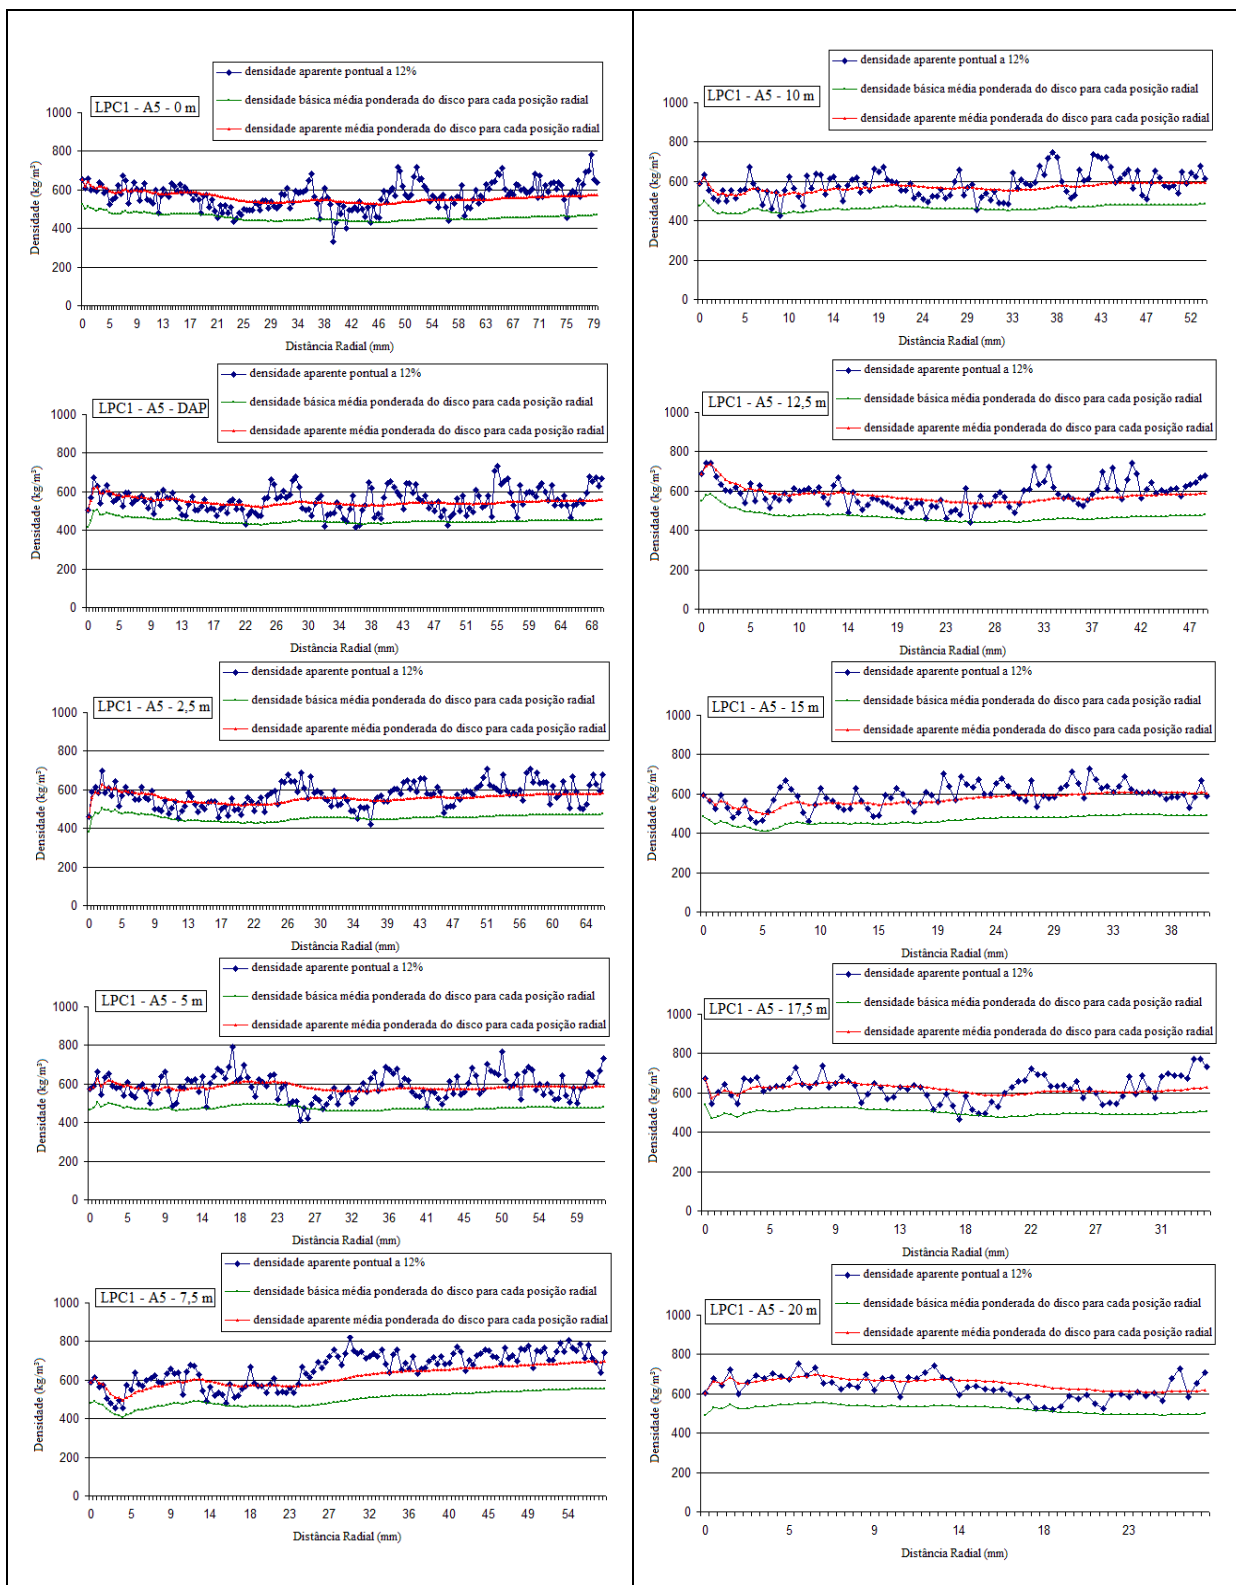 densidade aparente pontual a 12%
LPC1 - A5 - 0 m
densidade básica média ponderada do disco para cada posição radial
densidade aparente média ponderada do disco para cada posição radial
Densidade (kg/m³)
1000
800
600
400
200
0
0 5 9 13 17 21 25 29 34 38 42 46 50 55 59 63 67 71 75 79
Distância Radial (mm)
densidade aparente pontual a 12%
LPC1 - A5 - DAP
densidade básica média ponderada do disco para cada posição radial
densidade aparente média ponderada do disco para cada posição radial
Densidade (kg/m³)
1000
800
600
400
200
0
0 5 9 13 17 22 26 30 34 38 43 47 51 55 59 64 68
Distância Radial (mm)
densidade aparente pontual a 12%
LPC1 - A5 - 2,5 m
densidade básica média ponderada do disco para cada posição radial
densidade aparente média ponderada do disco para cada posição radial
Densidade (kg/m³)
1000
800
600
400
200
0
0 5 9 13 17 22 26 30 34 39 43 47 52 56 60 64
Distância Radial (mm)
densidade aparente pontual a 12%
LPC1 - A5 - 5 m
densidade básica média ponderada do disco para cada posição radial
densidade aparente média ponderada do disco para cada posição radial
Densidade (kg/m³)
1000
800
600
400
200
0
0 5 9 14 18 23 27 32 36 41 45 50 54 59
Distância Radial (mm)
densidade aparente pontual a 12%
LPC1 - A5 - 7,5 m
densidade básica média ponderada do disco para cada posição radial
densidade aparente média ponderada do disco para cada posição radial
Densidade (kg/m³)
1000
800
600
400
200
0
0 5 9 14 18 23 27 32 36 40 45 49 54
Distância Radial (mm)
densidade aparente pontual a 12%
LPC1 - A5 - 10 m
densidade básica média ponderada do disco para cada posição radial
densidade aparente média ponderada do disco para cada posição radial
Densidade (kg/m³)
1000
800
600
400
200
0
0 5 10 14 19 24 29 33 38 43 47 52
Distância Radial (mm)
densidade aparente pontual a 12%
LPC1 - A5 - 12,5 m
densidade básica média ponderada do disco para cada posição radial
densidade aparente média ponderada do disco para cada posição radial
Densidade (kg/m³)
1000
800
600
400
200
0
0 5 9 14 19 23 28 33 37 42 47
Distância Radial (mm)
densidade aparente pontual a 12%
LPC1 - A5 - 15 m
densidade básica média ponderada do disco para cada posição radial
densidade aparente média ponderada do disco para cada posição radial
Densidade (kg/m³)
1000
800
600
400
200
0
0 5 10 15 19 24 29 33 38
Distância Radial (mm)
densidade aparente pontual a 12%
LPC1 - A5 - 17,5 m
densidade básica média ponderada do disco para cada posição radial
densidade aparente média ponderada do disco para cada posição radial
Densidade (kg/m³)
1000
800
600
400
200
0
0 5 9 13 18 22 27 31
Distância Radial (mm)
densidade aparente pontual a 12%
LPC1 - A5 - 20 m
densidade básica média ponderada do disco para cada posição radial
densidade aparente média ponderada do disco para cada posição radial
Densidade (kg/m³)
1000
800
600
400
200
0
0 5 9 14 18 23
Distância Radial (mm)